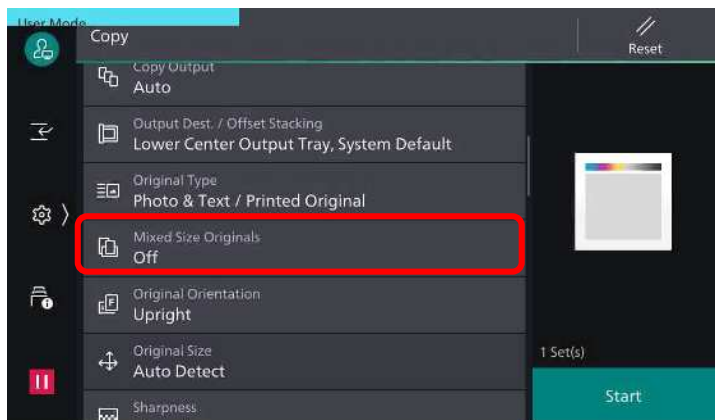 User Mode
Copy
Reset
Copy Output
Auto
Output Dest. / Offset Stacking
Lower Center Output Tray, System Default
Original Type
Photo & Text / Printed Original
Mixed Size Originals
Off
Original Orientation
Upright
Original Size
Auto Detect
Sharpness
1 Set(s)
Start